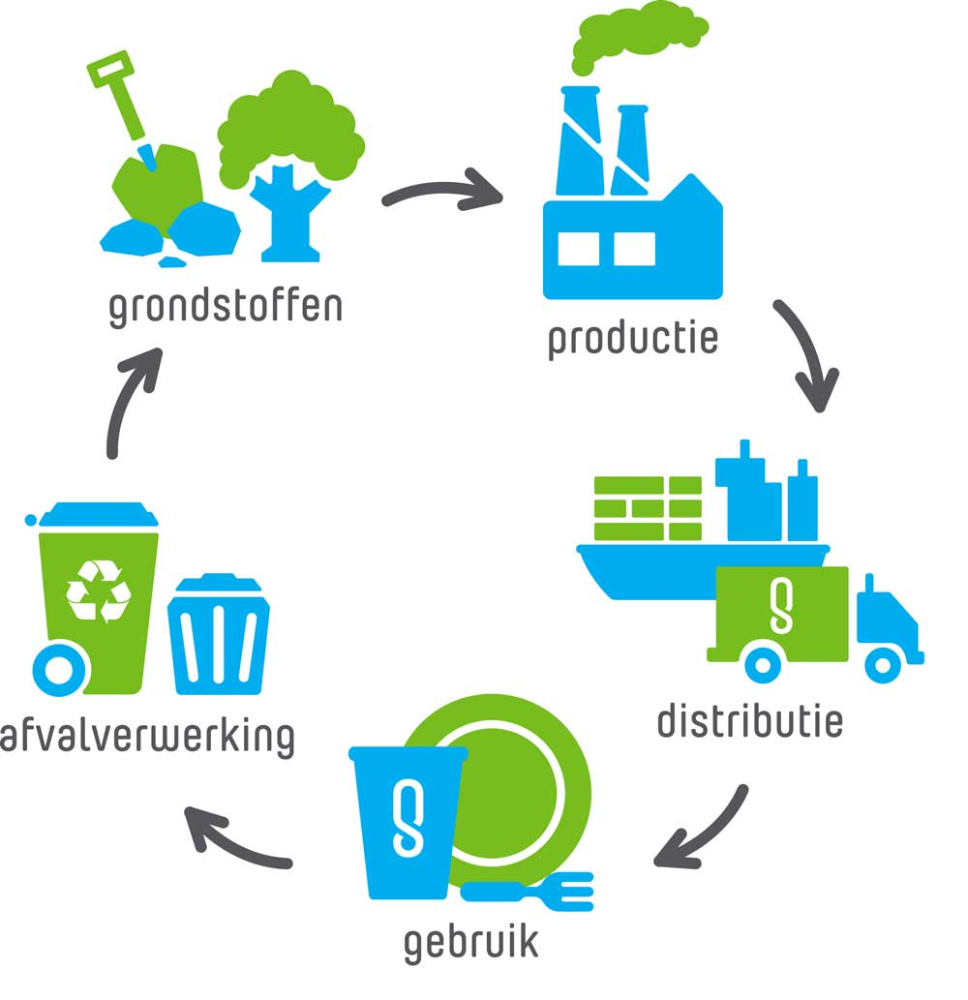 grondstoffen
productie
distributie
gebruik
afvalverwerking